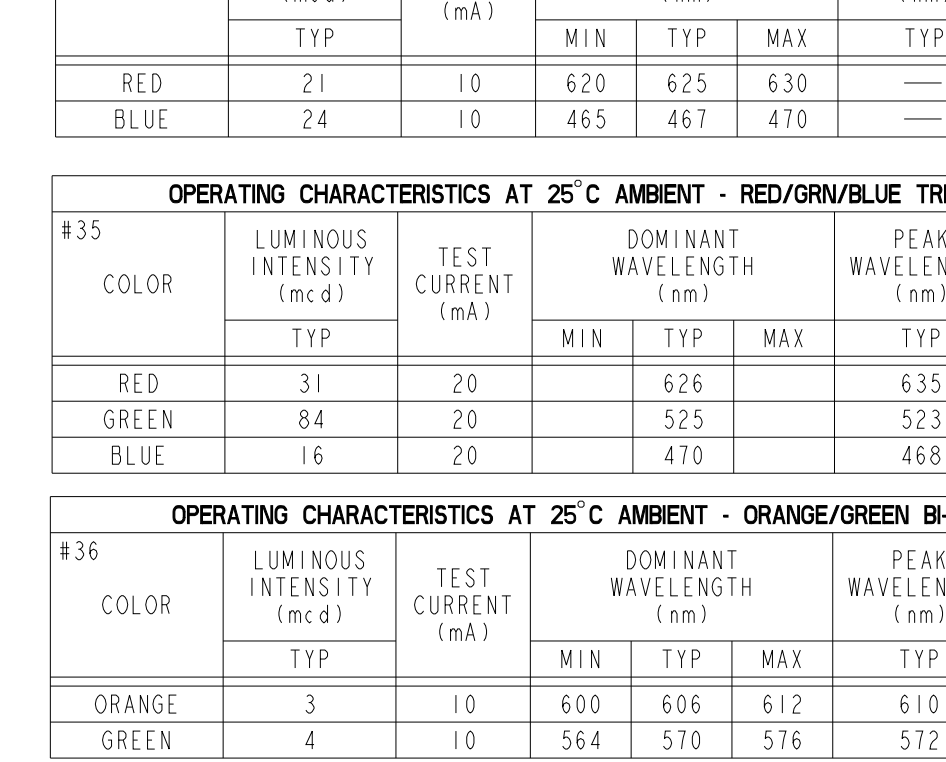 (mA)
TYP MIN TYP MAX TYP
RED 21 10 620 625 630 —
BLUE 24 10 465 467 470 —
OPERATING CHARACTERISTICS AT 25°C AMBIENT - RED/GRN/BLUE TRI
#35
COLOR
LUMINOUS
INTENSITY
(mcd)
TEST
CURRENT
(mA)
DOMINANT
WAVELENGTH
(nm)
PEAK
WAVELEN
(nm)
TYP MIN TYP MAX TYP
RED 31 20 626 635
GREEN 84 20 525 523
BLUE 16 20 470 468
OPERATING CHARACTERISTICS AT 25°C AMBIENT - ORANGE/GREEN BI-
#36
COLOR
LUMINOUS
INTENSITY
(mcd)
TEST
CURRENT
(mA)
DOMINANT
WAVELENGTH
(nm)
PEAK
WAVELEN
(nm)
TYP MIN TYP MAX TYP
ORANGE 3 10 600 606 612 610
GREEN 4 10 564 570 576 572